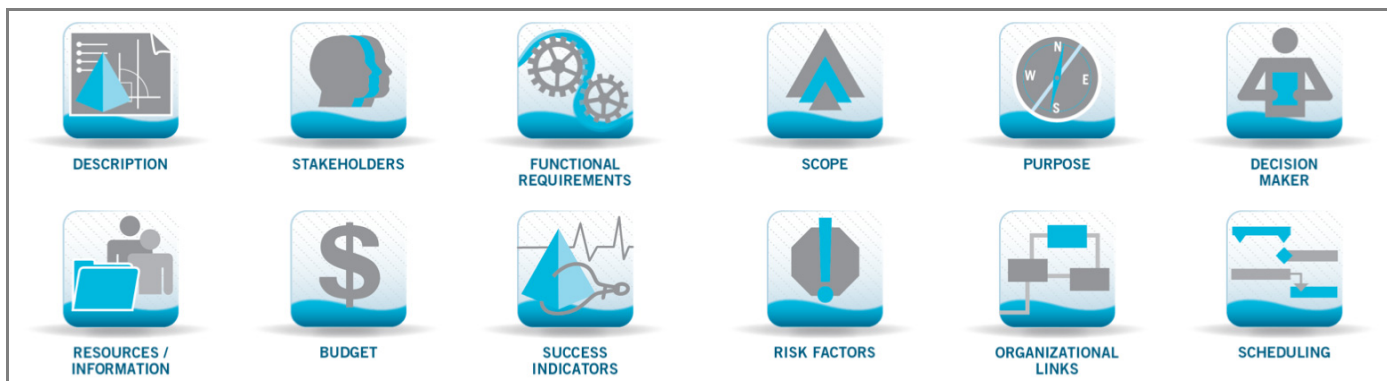 N
W E
S
$
DESCRIPTION
STAKEHOLDERS
FUNCTIONAL
REQUIREMENTS
SCOPE
PURPOSE
DECISION
MAKER
RESOURCES /
INFORMATION
BUDGET
SUCCESS
INDICATORS
RISK FACTORS
ORGANIZATIONAL
LINKS
SCHEDULING